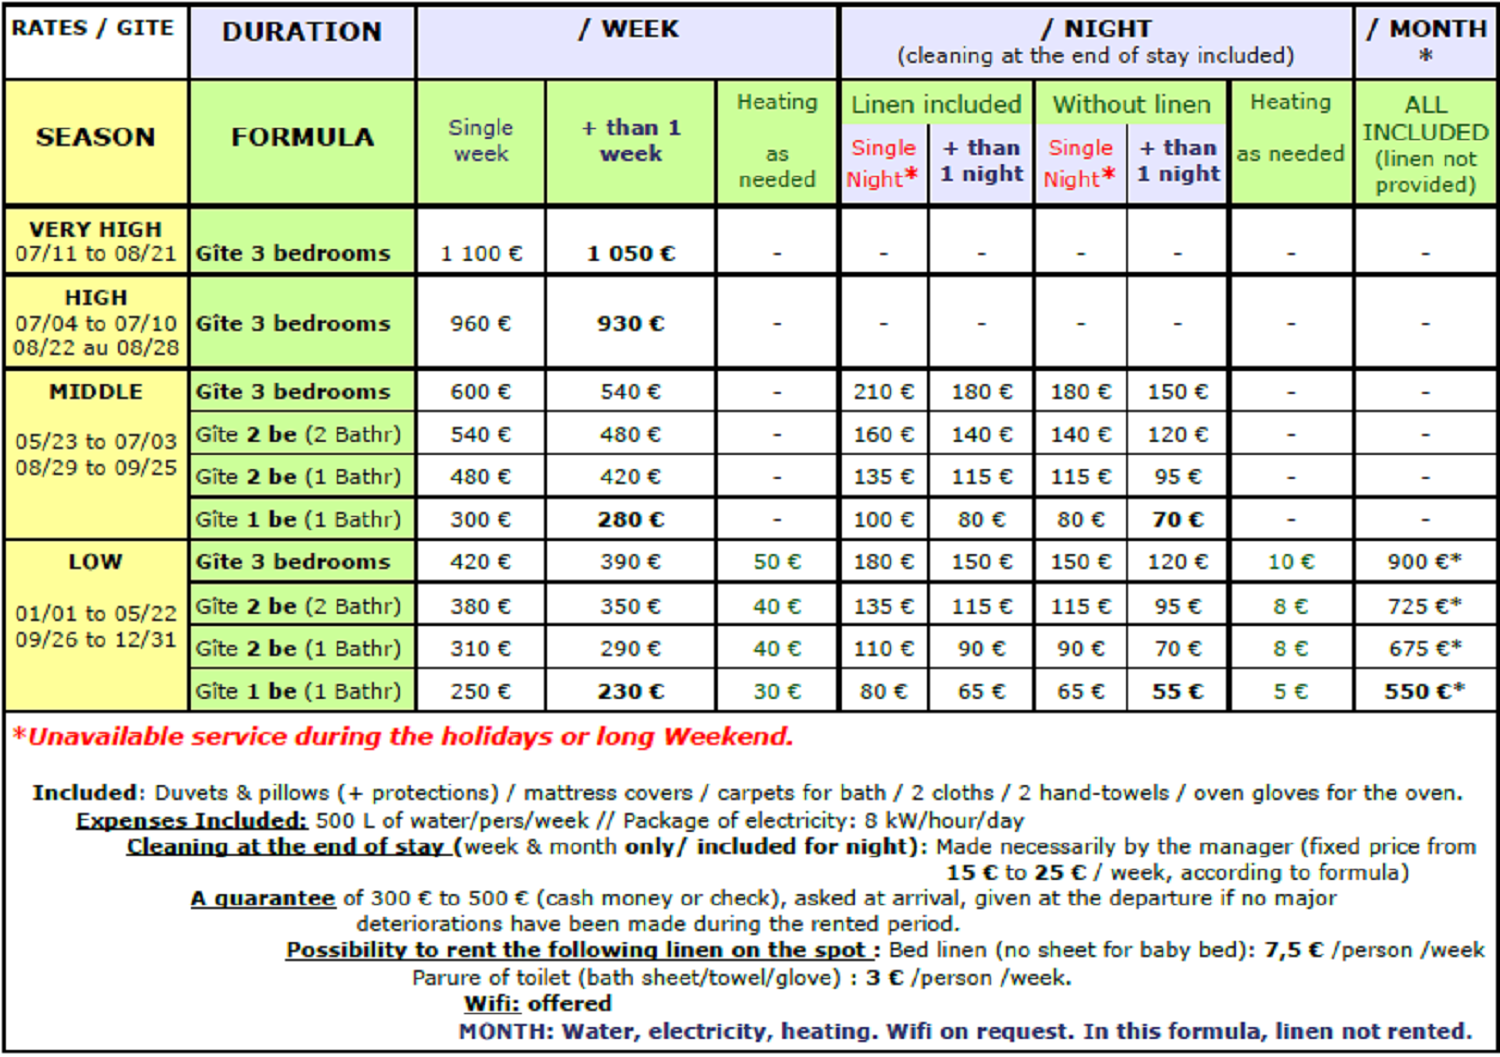 RATES / GITE DURATION / WEEK / NIGHT / MONTH
(cleaning at the end of stay included) *
SEASON FORMULA Single week + than 1 week Heating as needed Linen included Without linen Heating as needed ALL INCLUDED (linen not provided)
Single Night* + than 1 night Single Night* + than 1 night
VERY HIGH
07/11 to 08/21 Gîte 3 bedrooms 1 100 € 1 050 € - - - - - - -
HIGH
07/04 to 07/10 Gîte 3 bedrooms 960 € 930 € - - - - - - -
08/22 au 08/28
MIDDLE Gîte 3 bedrooms 600 € 540 € - 210 € 180 € 180 € 150 € - -
05/23 to 07/03 Gîte 2 be (2 Bathr) 540 € 480 € - 160 € 140 € 140 € 120 € - -
08/29 to 09/25 Gîte 2 be (1 Bathr) 480 € 420 € - 135 € 115 € 115 € 95 € - -
Gîte 1 be (1 Bathr) 300 € 280 € - 100 € 80 € 80 € 70 € - -
LOW Gîte 3 bedrooms 420 € 390 € 50 € 180 € 150 € 150 € 120 € 10 € 900 €*
01/01 to 05/22 Gîte 2 be (2 Bathr) 380 € 350 € 40 € 135 € 115 € 115 € 95 € 8 € 725 €*
09/26 to 12/31 Gîte 2 be (1 Bathr) 310 € 290 € 40 € 110 € 90 € 90 € 70 € 8 € 675 €*
Gîte 1 be (1 Bathr) 250 € 230 € 30 € 80 € 65 € 65 € 55 € 5 € 550 €*
*Unavailable service during the holidays or long Weekend.
Included: Duvets & pillows (+ protections) / mattress covers / carpets for bath / 2 cloths / 2 hand-towels / oven gloves for the oven.
Expenses Included: 500 L of water/pers/week // Package of electricity: 8 kW/hour/day
Cleaning at the end of stay (week & month only/ included for night): Made necessarily by the manager (fixed price from
15 € to 25 € / week, according to formula)
A guarantee of 300 € to 500 € (cash money or check), asked at arrival, given at the departure if no major
deteriorations have been made during the rented period.
Possibility to rent the following linen on the spot : Bed linen (no sheet for baby bed): 7,5 € /person /week
Parure of toilet (bath sheet/towel/glove) : 3 € /person /week.
Wifi: offered
MONTH: Water, electricity, heating. Wifi on request. In this formula, linen not rented.